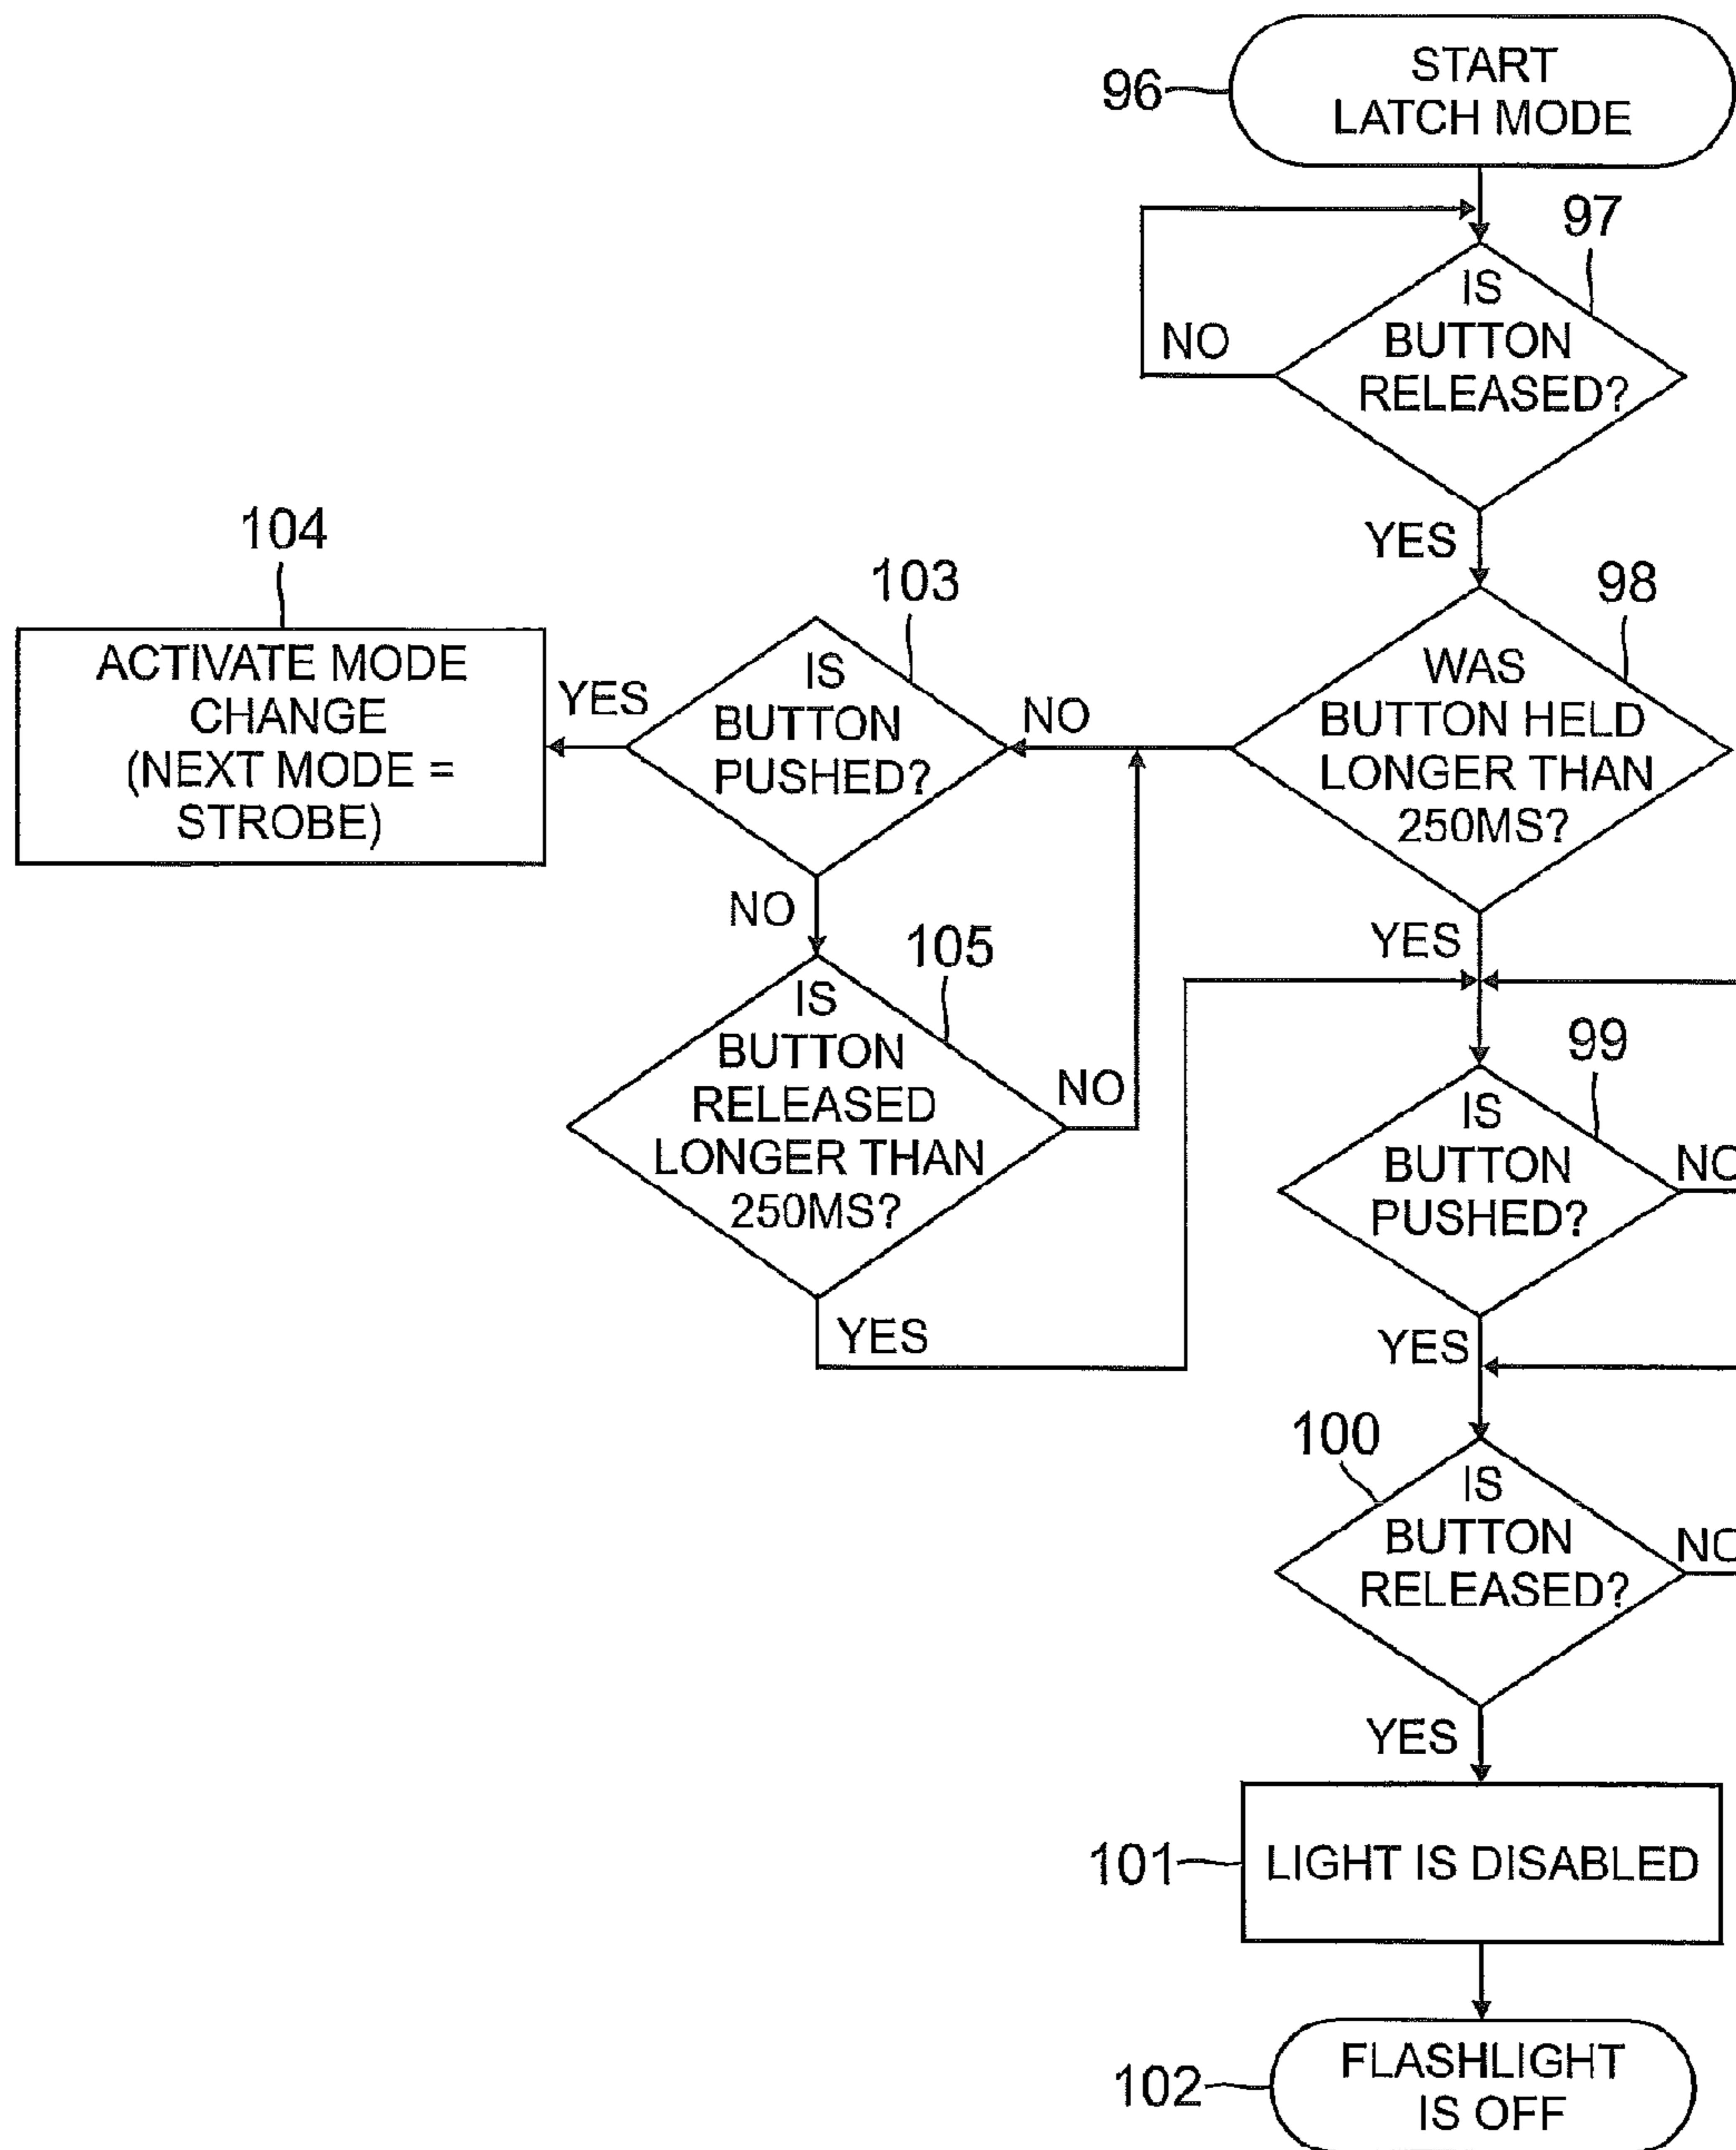 96
START
LATCH MODE
97
IS
BUTTON
RELEASED?
NO
YES
98
WAS
BUTTON HELD
LONGER THAN
250MS?
NO
YES
103
IS
BUTTON
PUSHED?
YES
NO
104
ACTIVATE MODE
CHANGE
(NEXT MODE =
STROBE)
105
IS
BUTTON
RELEASED
LONGER THAN
250MS?
NO
YES
99
IS
BUTTON
PUSHED?
NO
YES
100
IS
BUTTON
RELEASED?
NO
YES
101
LIGHT IS DISABLED
102
FLASHLIGHT
IS OFF